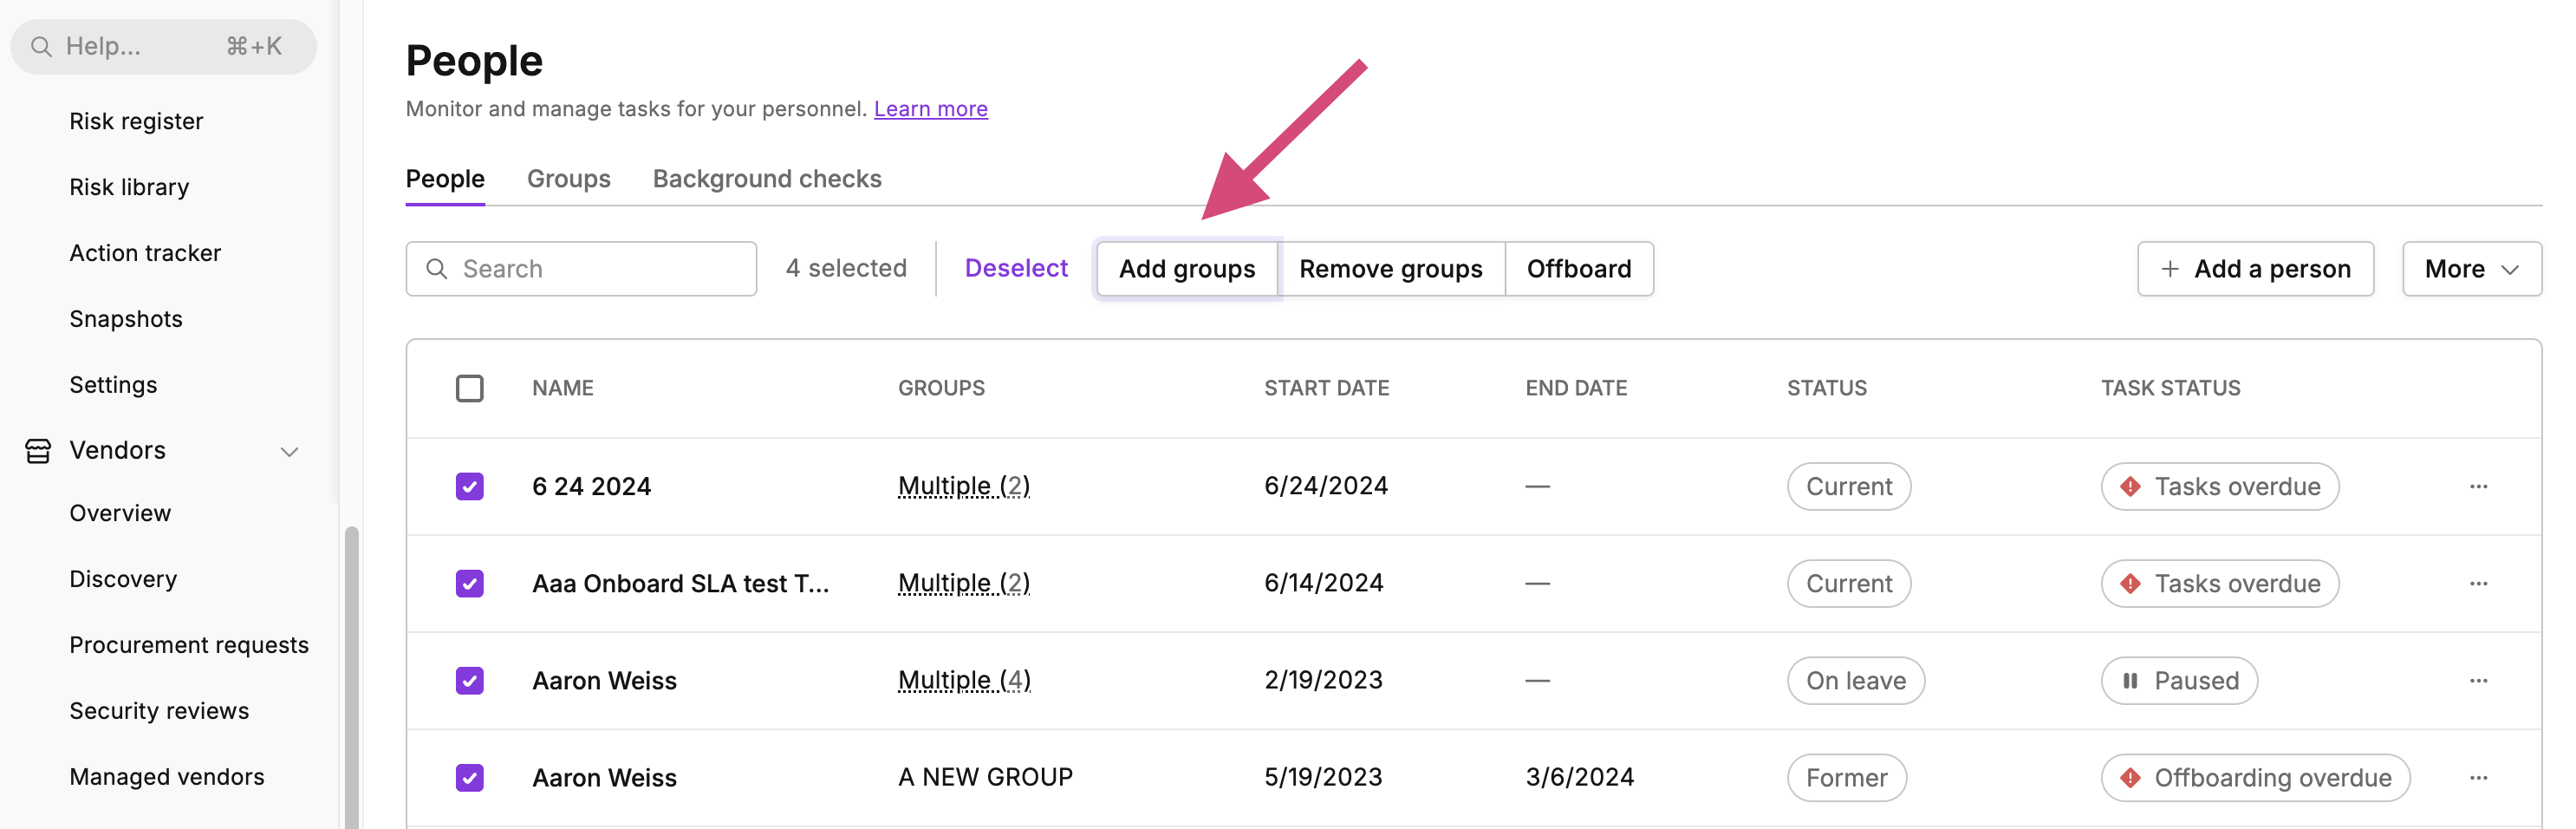 Help... ⌘+K
Risk register
Risk library
Action tracker
Snapshots
Settings
Vendors
Overview
Discovery
Procurement requests
Security reviews
Managed vendors
People
Monitor and manage tasks for your personnel. Learn more
People Groups Background checks
Search 4 selected Deselect Add groups Remove groups Offboard + Add a person More
NAME GROUPS START DATE END DATE STATUS TASK STATUS
6 24 2024 Multiple (2) 6/24/2024 — Current Tasks overdue ...
Aaa Onboard SLA test T... Multiple (2) 6/14/2024 — Current Tasks overdue ...
Aaron Weiss Multiple (4) 2/19/2023 — On leave Paused ...
Aaron Weiss A NEW GROUP 5/19/2023 3/6/2024 Former Offboarding overdue ...